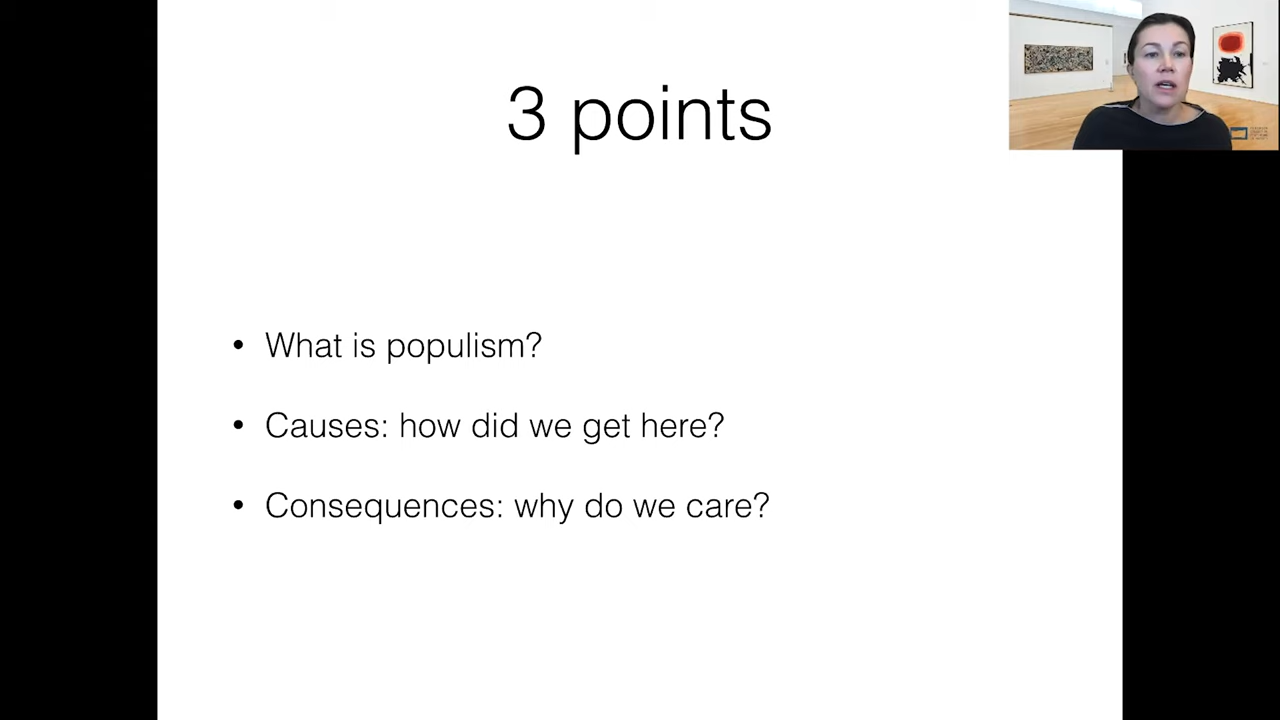 3 points
• What is populism?
• Causes: how did we get here?
• Consequences: why do we care?